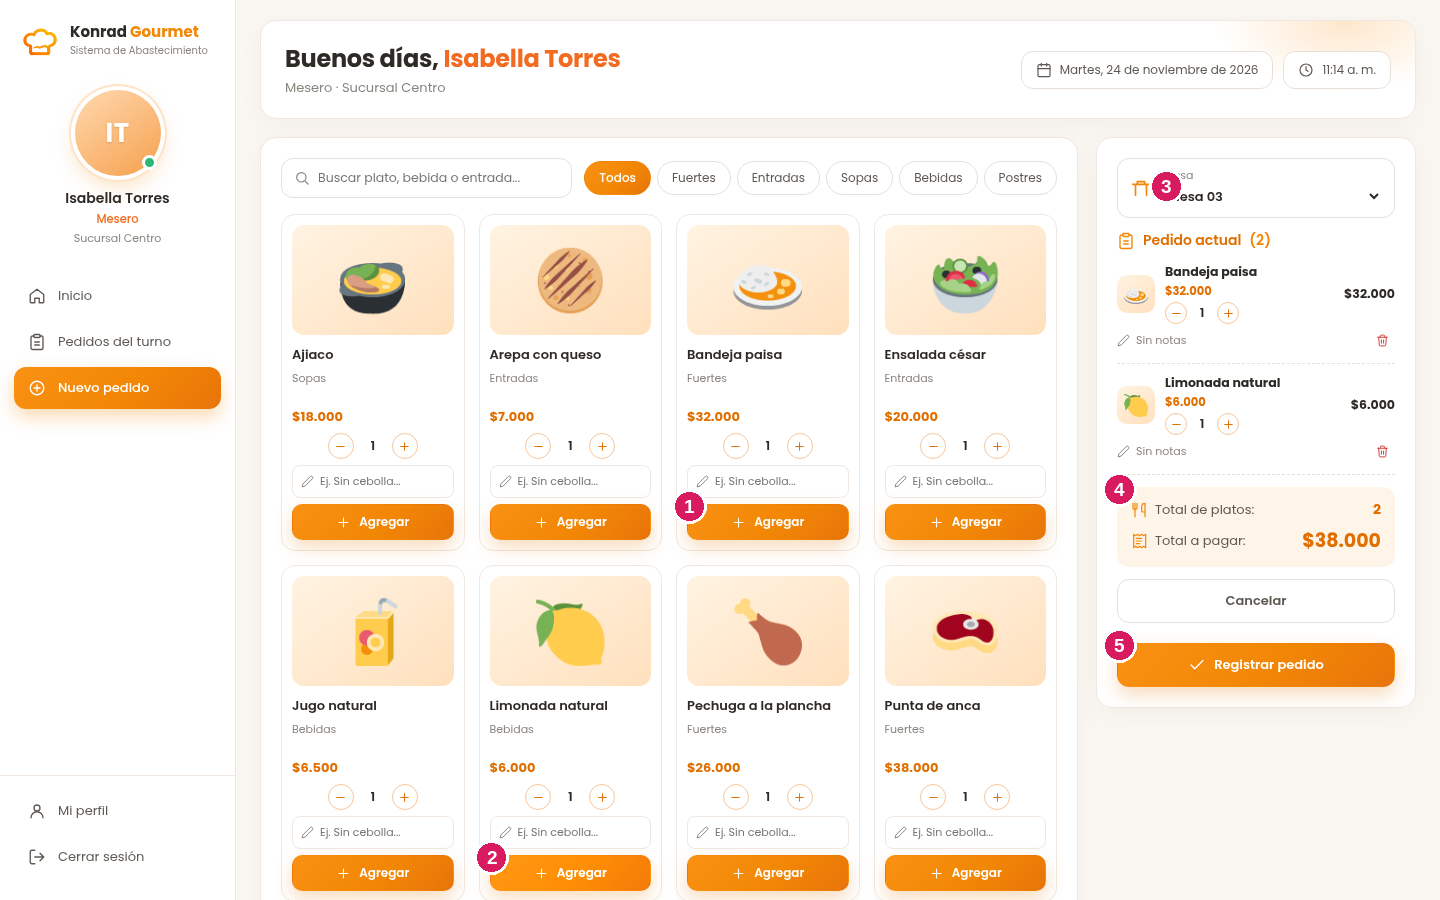 Konrad Gourmet
Sistema de Abastecimiento
IT
Isabella Torres
Mesero
Sucursal Centro
Inicio
Pedidos del turno
Nuevo pedido
Mi perfil
Cerrar sesión
Buenos días, Isabella Torres
Mesero · Sucursal Centro
Martes, 24 de noviembre de 2026
11:14 a. m.
Buscar plato, bebida o entrada...
Todos
Fuertes
Entradas
Sopas
Bebidas
Postres
Ajiaco
Sopas
$18.000
1
Ej. Sin cebolla...
Agregar
Arepa con queso
Entradas
$7.000
1
Ej. Sin cebolla...
Agregar
Bandeja paisa
Fuertes
$32.000
1
Ej. Sin cebolla...
1
Agregar
Ensalada césar
Entradas
$20.000
1
Ej. Sin cebolla...
Agregar
Jugo natural
Bebidas
$6.500
1
Ej. Sin cebolla...
Agregar
Limonada natural
Bebidas
$6.000
1
Ej. Sin cebolla...
2
Agregar
Pechuga a la plancha
Fuertes
$26.000
1
Ej. Sin cebolla...
Agregar
Punta de anca
Fuertes
$38.000
1
Ej. Sin cebolla...
Agregar
3
03
Pedido actual (2)
Bandeja paisa
$32.000
1
$32.000
Sin notas
Limonada natural
$6.000
1
$6.000
Sin notas
4
Total de platos: 2
Total a pagar: $38.000
Cancelar
5
Registrar pedido